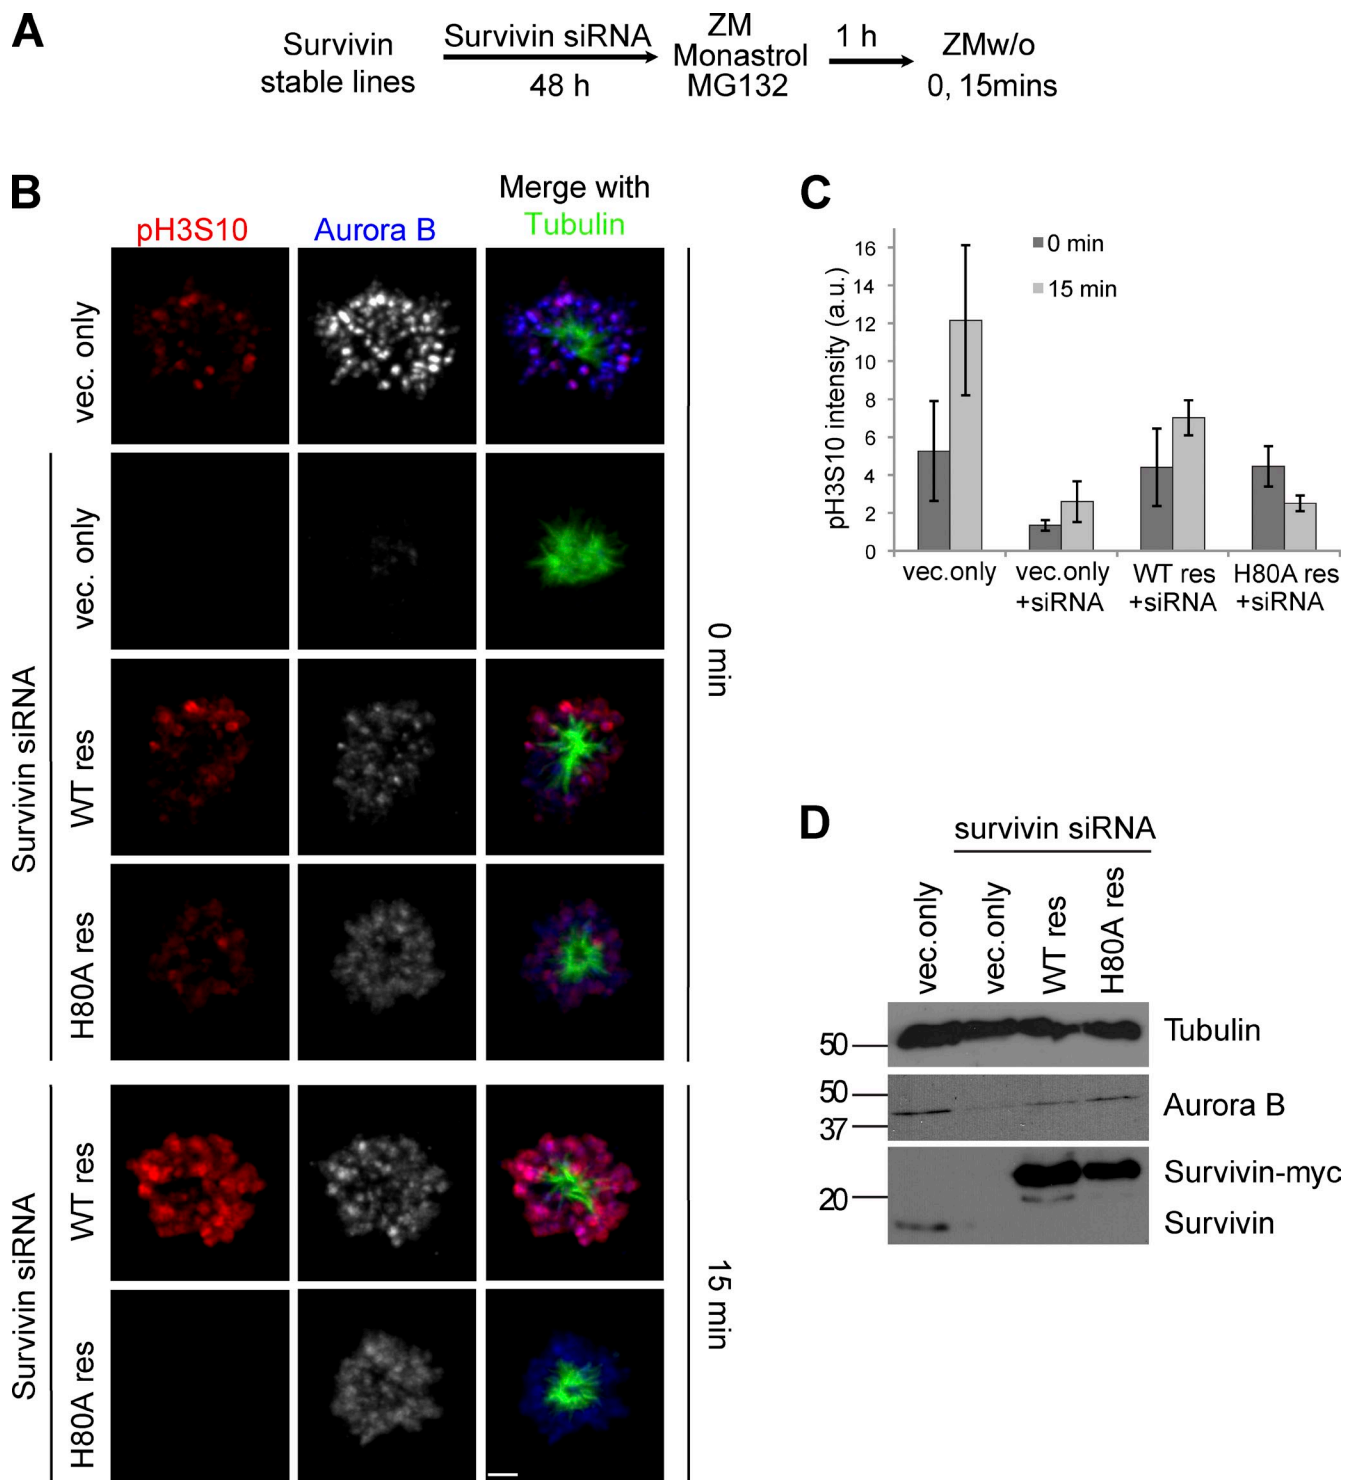 A
Survivin
stable lines
Survivin siRNA
48 h
ZM
Monastrol
MG132
1 h
ZMw/o
0, 15mins
B
pH3S10
Aurora B
Merge with
Tubulin
vec. only
vec. only
WT res
H80A res
Survivin siRNA
0 min
WT res
H80A res
Survivin siRNA
15 min
C
pH3S10 intensity (a.u.)
16
14
12
10
8
6
4
2
0
0 min
15 min
vec.only
vec.only
+siRNA
WT res
+siRNA
H80A res
+siRNA
D
survivin siRNA
vec.only
vec.only
WT res
H80A res
50
Tubulin
50
37
Aurora B
20
Survivin-myc
Survivin